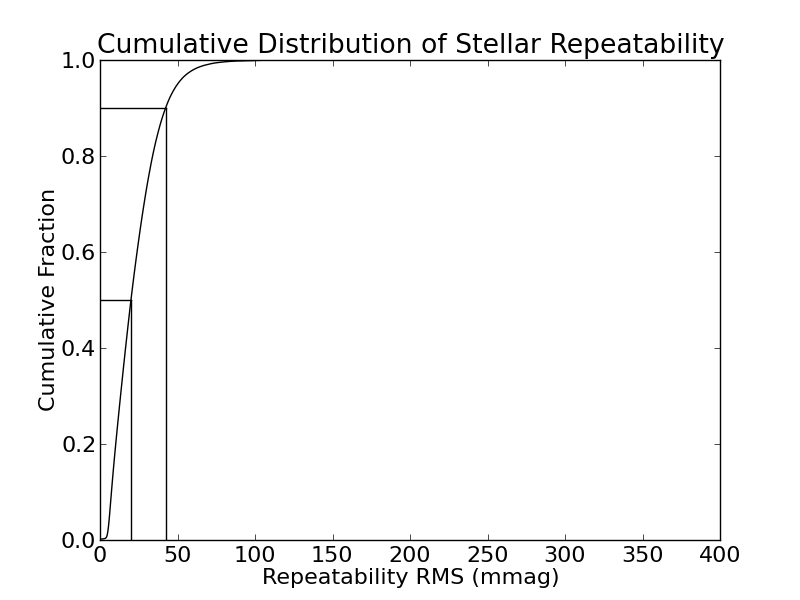 Cumulative Distribution of Stellar Repeatability
1.0
0.8
0.6
0.4
0.2
0.0
Cumulative Fraction
0 50 100 150 200 250 300 350 400
Repeatability RMS (mmag)